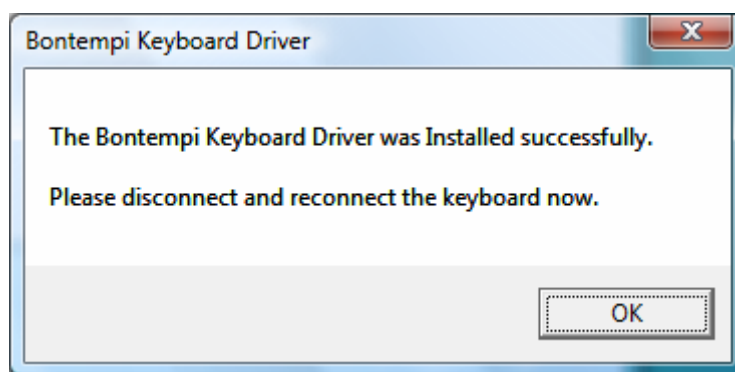 Bontempi Keyboard Driver
The Bontempi Keyboard Driver was Installed successfully.
Please disconnect and reconnect the keyboard now.
OK